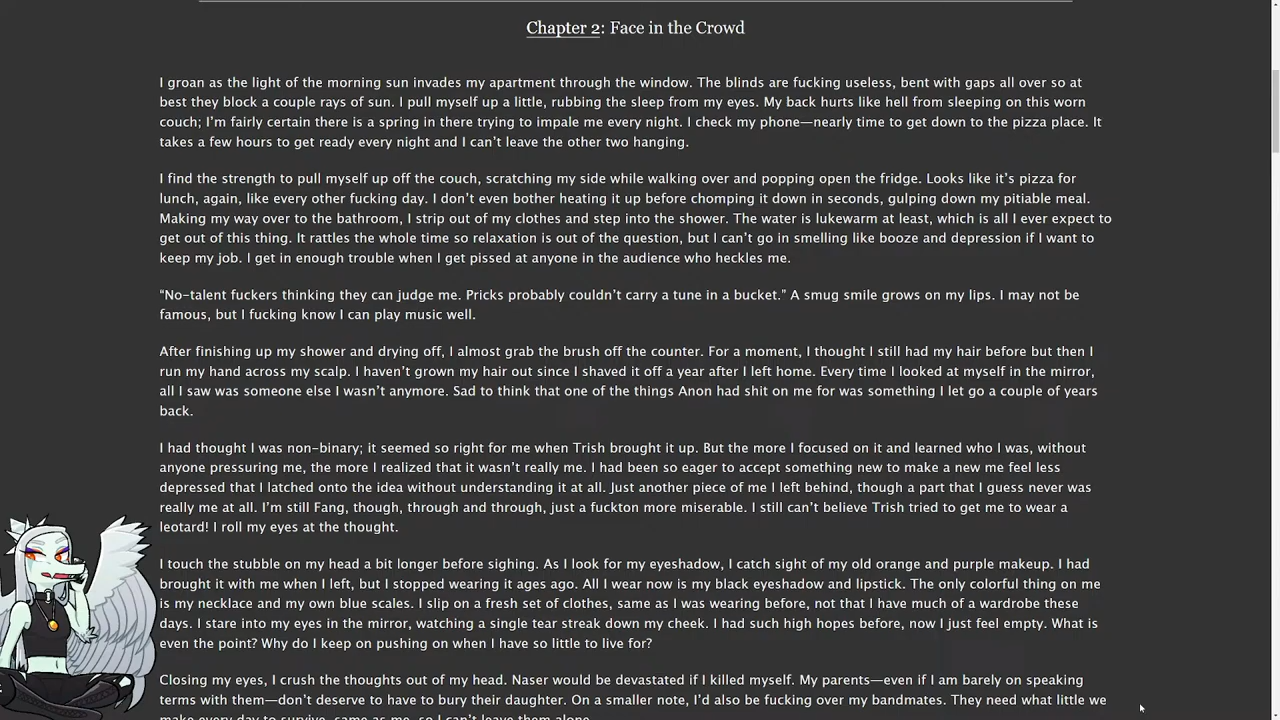 Chapter 2: Face in the Crowd
I groan as the light of the morning sun invades my apartment through the window. The blinds are fucking useless, bent with gaps all over so at
best they block a couple rays of sun. I pull myself up a little, rubbing the sleep from my eyes. My back hurts like hell from sleeping on this worn
couch; I’m fairly certain there is a spring in there trying to impale me every night. I check my phone—nearly time to get down to the pizza place. It
takes a few hours to get ready every night and I can’t leave the other two hanging.
I find the strength to pull myself up off the couch, scratching my side while walking over and popping open the fridge. Looks like it’s pizza for
lunch, again, like every other fucking day. I don’t even bother heating it up before chomping it down in seconds, gulping down my pitiable meal.
Making my way over to the bathroom, I strip out of my clothes and step into the shower. The water is lukewarm at least, which is all I ever expect to
get out of this thing. It rattles the whole time so relaxation is out of the question, but I can’t go in smelling like booze and depression if I want to
keep my job. I get in enough trouble when I get pissed at anyone in the audience who heckles me.
“No-talent fuckers thinking they can judge me. Pricks probably couldn’t carry a tune in a bucket.” A smug smile grows on my lips. I may not be
famous, but I fucking know I can play music well.
After finishing up my shower and drying off, I almost grab the brush off the counter. For a moment, I thought I still had my hair before but then I
run my hand across my scalp. I haven’t grown my hair out since I shaved it off a year after I left home. Every time I looked at myself in the mirror,
all I saw was someone else I wasn’t anymore. Sad to think that one of the things Anon had shit on me for was something I let go a couple of years
back.
I had thought I was non-binary; it seemed so right for me when Trish brought it up. But the more I focused on it and learned who I was, without
anyone pressuring me, the more I realized that it wasn’t really me. I had been so eager to accept something new to make a new me feel less
depressed that I latched onto the idea without understanding it at all. Just another piece of me I left behind, though a part that I guess never was
really me at all. I’m still Fang, though, through and through, just a fuckton more miserable. I still can’t believe Trish tried to get me to wear a
leotard! I roll my eyes at the thought.
I touch the stubble on my head a bit longer before sighing. As I look for my eyeshadow, I catch sight of my old orange and purple makeup. I had
brought it with me when I left, but I stopped wearing it ages ago. All I wear now is my black eyeshadow and lipstick. The only colorful thing on me
is my necklace and my own blue scales. I slip on a fresh set of clothes, same as I was wearing before, not that I have much of a wardrobe these
days. I stare into my eyes in the mirror, watching a single tear streak down my cheek. I had such high hopes before, now I just feel empty. What is
even the point? Why do I keep on pushing on when I have so little to live for?
Closing my eyes, I crush the thoughts out of my head. Naser would be devastated if I killed myself. My parents—even if I am barely on speaking
terms with them—don’t deserve to have to bury their daughter. On a smaller note, I’d also be fucking over my bandmates. They need what little we
make every day to survive, same as me, so I can’t leave them alone.